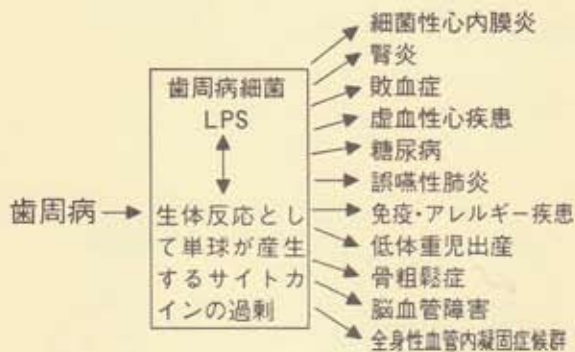 歯周病
歯周病細菌
LPS
生体反応とし
て単球が産生
するサイトカ
インの過剰
細菌性心内膜炎
腎炎
敗血症
虚血性心疾患
糖尿病
誤嚥性肺炎
免疫・アレルギー疾患
低体重児出産
骨粗鬆症
脳血管障害
全身性血管内凝固症候群